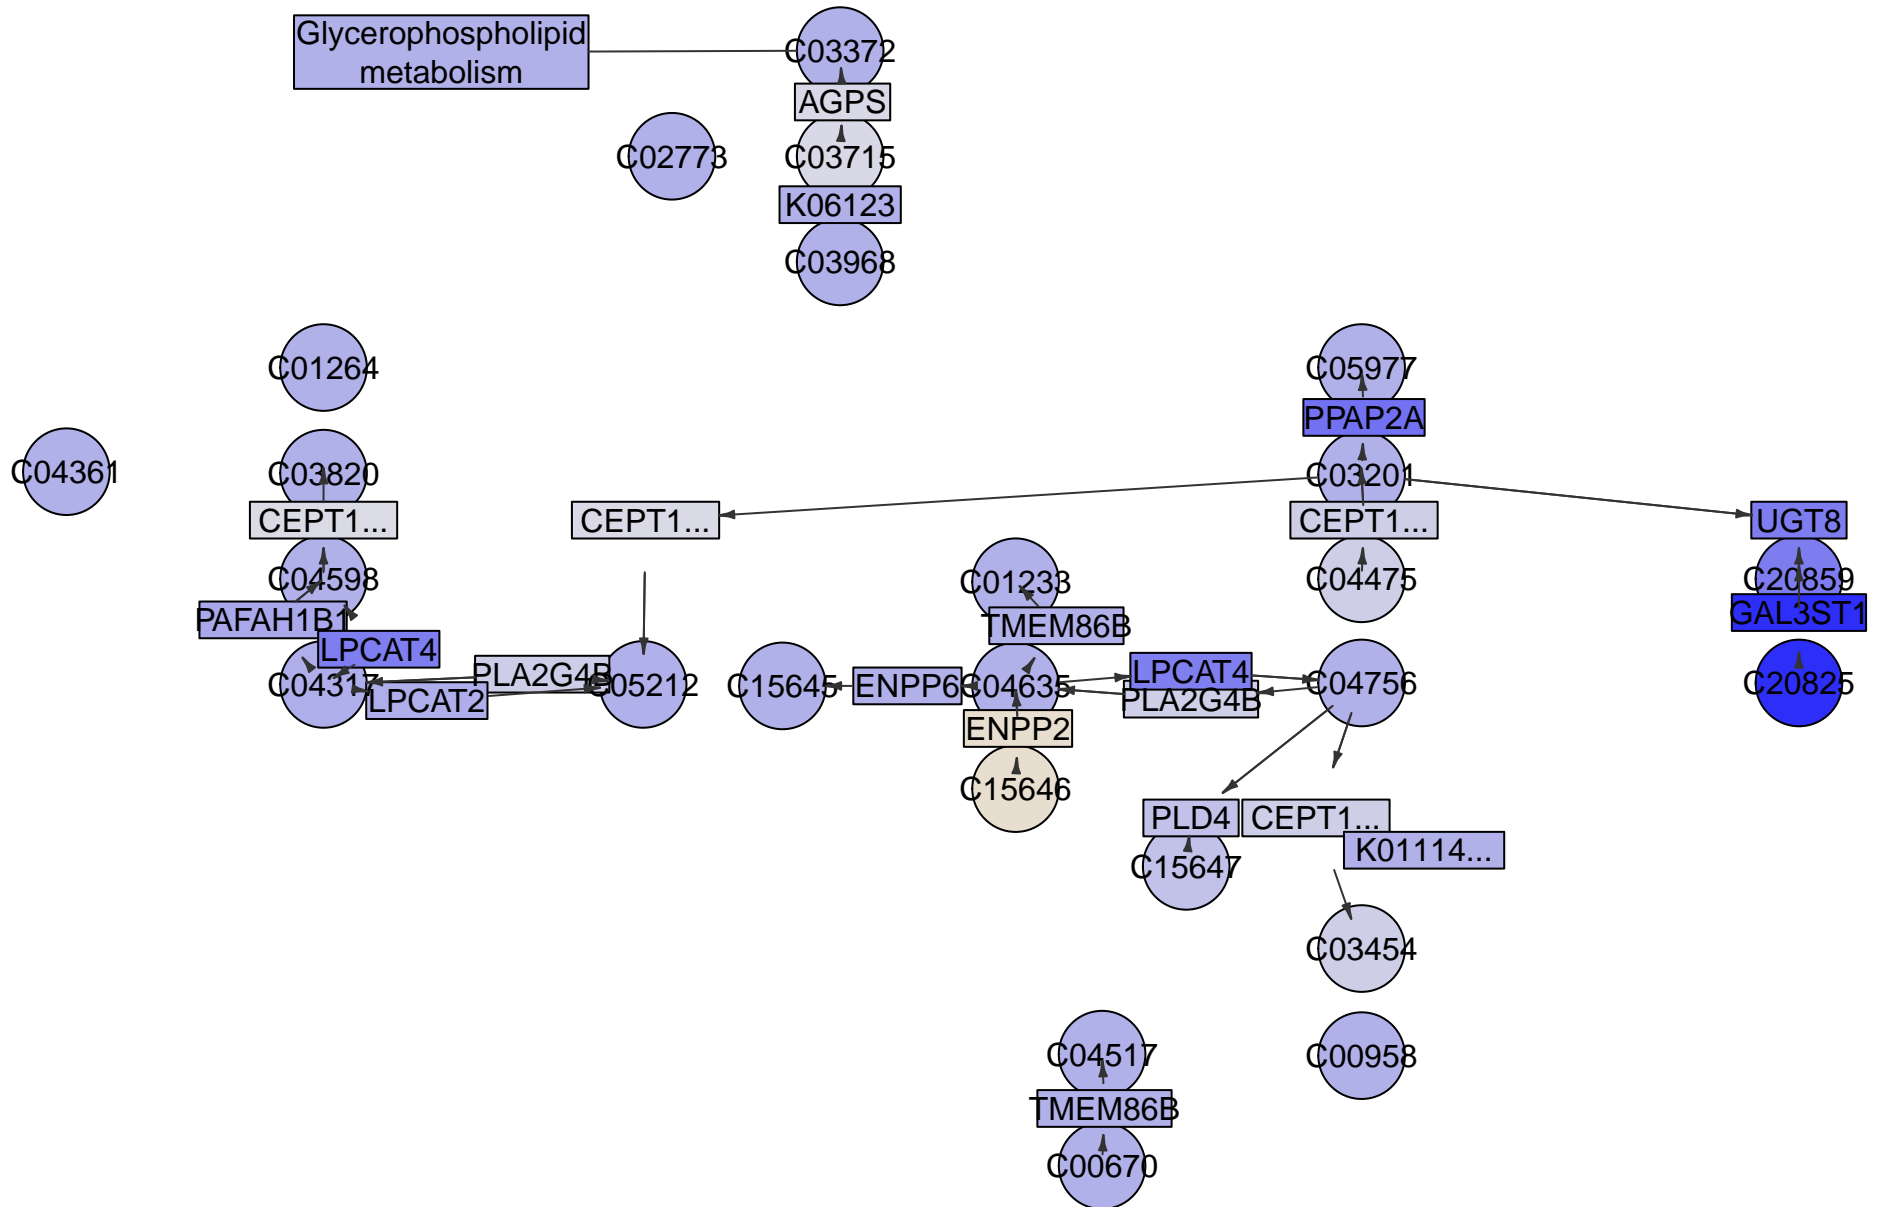 Glycerophospholipid
metabolism
C03372
AGPS
C02773
C03715
K06123
C03968
C01264
C05977
PPAP2A
C04361
C03820
C03201
CEPT1...
CEPT1...
CEPT1...
UGT8
C04598
C01233
C04475
C20859
PAFAH1B1
TMEM86B
GAL3ST1
LPCAT4
PLA2G4B
LPCAT4
C04317
C05212
C15645
ENPP6
C04635
C04756
C20825
LPCAT2
PLA2G4B
ENPP2
C15646
PLD4
CEPT1...
K01114...
C15647
C03454
C04517
C00958
TMEM86B
C00670